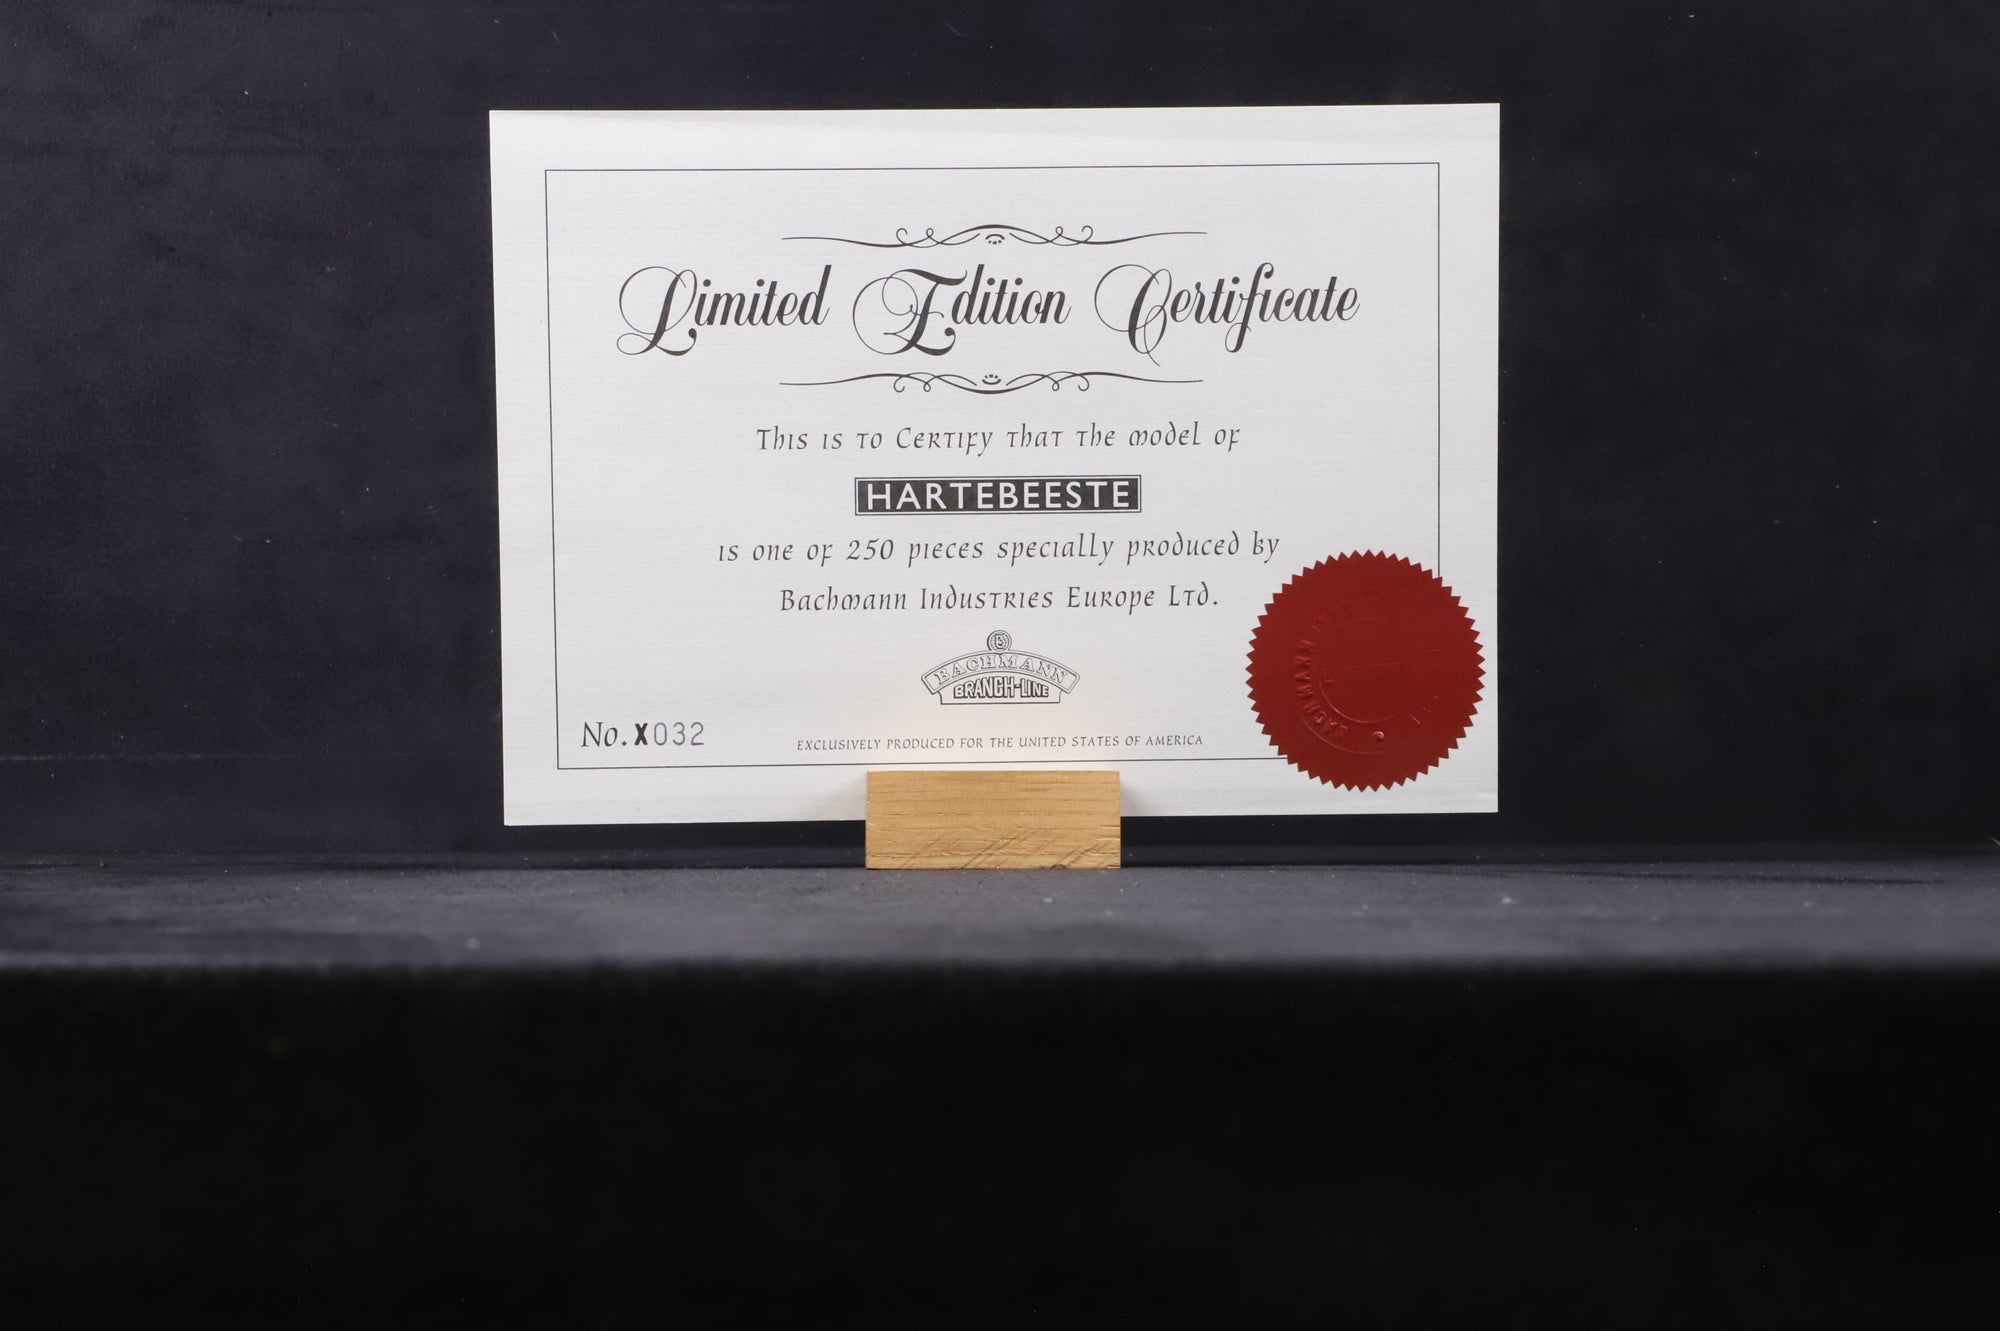 Limited Edition Certificate
This is to Certify that the model of
HARTEBEESTE
is one of 250 pieces specially produced by
Bachmann Industries Europe Ltd.
B
BACHMANN
BRANCH-LINE
No. X032
EXCLUSIVELY PRODUCED FOR THE UNITED STATES OF AMERICA
BACHMANN